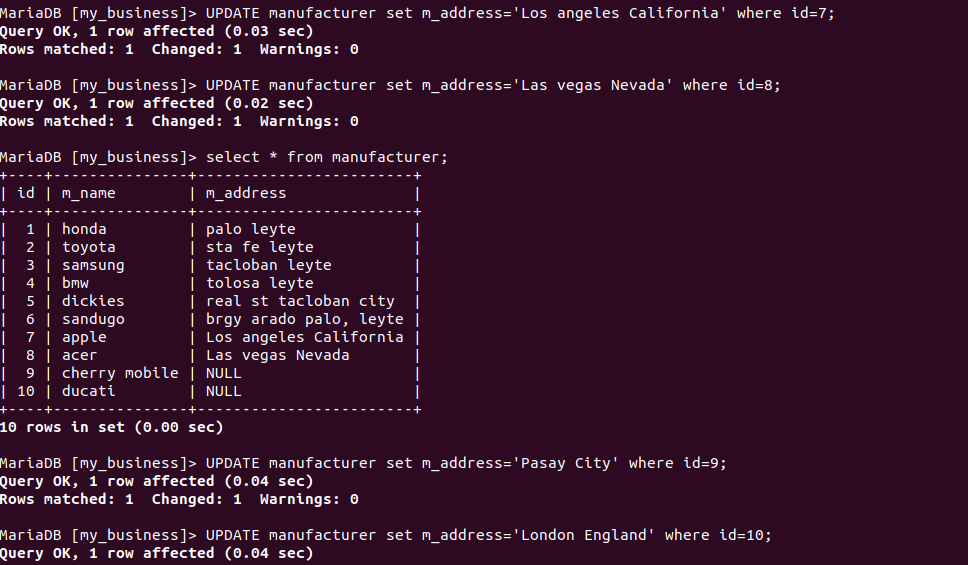 MariaDB [my_business]> UPDATE manufacturer set m_address='Los angeles California' where id=7;
Query OK, 1 row affected (0.03 sec)
Rows matched: 1  Changed: 1  Warnings: 0

MariaDB [my_business]> UPDATE manufacturer set m_address='Las vegas Nevada' where id=8;
Query OK, 1 row affected (0.02 sec)
Rows matched: 1  Changed: 1  Warnings: 0

MariaDB [my_business]> select * from manufacturer;
+----+---------------+------------------------+
| id | m_name        | m_address              |
+----+---------------+------------------------+
|  1 | honda         | palo leyte             |
|  2 | toyota        | sta fe leyte           |
|  3 | samsung       | tacloban leyte         |
|  4 | bmw           | tolosa leyte           |
|  5 | dickies       | real st tacloban city  |
|  6 | sandugo       | brgy arado palo, leyte |
|  7 | apple         | Los angeles California |
|  8 | acer          | Las vegas Nevada       |
|  9 | cherry mobile | NULL                   |
| 10 | ducati        | NULL                   |
+----+---------------+------------------------+
10 rows in set (0.00 sec)

MariaDB [my_business]> UPDATE manufacturer set m_address='Pasay City' where id=9;
Query OK, 1 row affected (0.04 sec)
Rows matched: 1  Changed: 1  Warnings: 0

MariaDB [my_business]> UPDATE manufacturer set m_address='London England' where id=10;
Query OK, 1 row affected (0.04 sec)